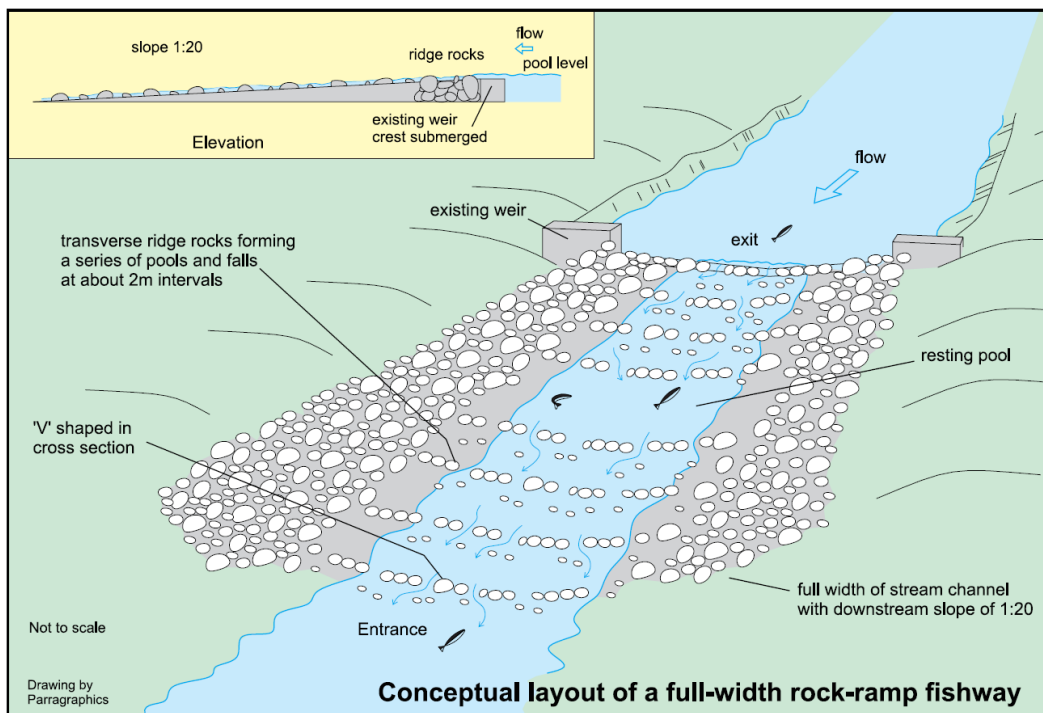 slope 1:20
flow
ridge rocks
pool level
existing weir
crest submerged
Elevation
flow
existing weir
exit
transverse ridge rocks forming
a series of pools and falls
at about 2m intervals
resting pool
'V' shaped in
cross section
full width of stream channel
with downstream slope of 1:20
Entrance
Not to scale
Drawing by
Parragraphics
Conceptual layout of a full-width rock-ramp fishway